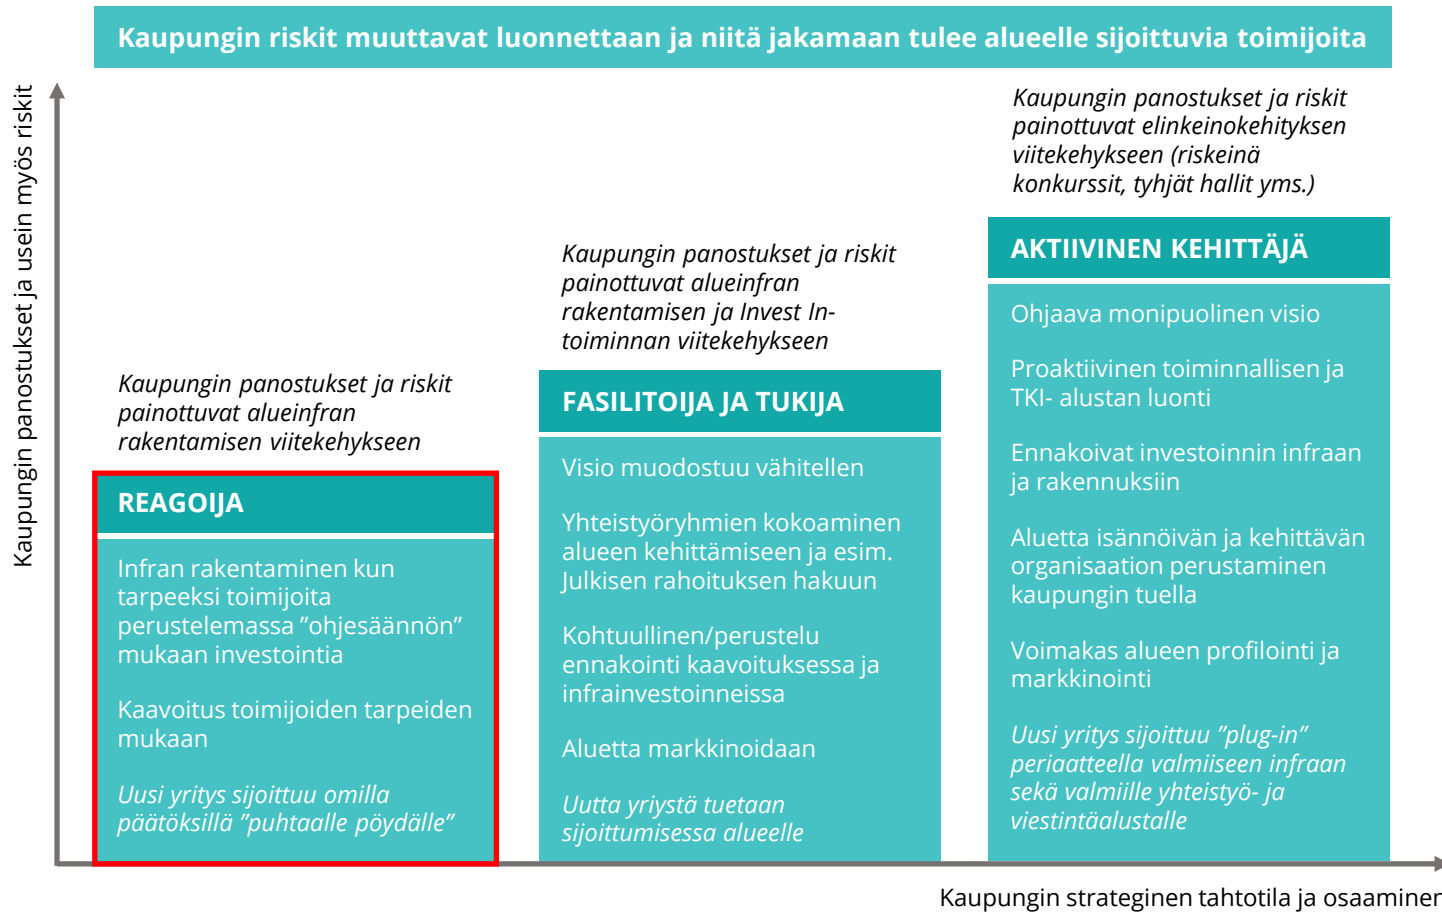 Kaupungin riskit muuttavat luonnettaan ja niitä jakamaan tulee alueelle sijoittuvia toimijoita
Kaupungin panostukset ja usein myös riskit
Kaupungin panostukset ja riskit
painottuvat alueinfran
rakentamisen viitekehykseen
REAGOIJA
Infran rakentaminen kun
tarpeeksi toimijoita
perustelemassa ”ohjesäännön”
mukaan investointia
Kaavoitus toimijoiden tarpeiden
mukaan
Uusi yritys sijoittuu omilla
päätöksillä ”puhtaalle pöydälle”
Kaupungin panostukset ja riskit
painottuvat alueinfran
rakentamisen ja Invest In-
toiminnan viitekehykseen
FASILITOIJA JA TUKIJA
Visio muodostuu vähitellen
Yhteistyöryhmien kokoaminen
alueen kehittämiseen ja esim.
Julkisen rahoituksen hakuun
Kohtuullinen/perustelu
ennakointi kaavoituksessa ja
infrainvestoinneissa
Aluetta markkinoidaan
Uutta yriystä tuetaan
sijoittumisessa alueelle
Kaupungin panostukset ja riskit
painottuvat elinkeinokehityksen
viitekehykseen (riskeinä
konkurssit, tyhjät hallit yms.)
AKTIIVINEN KEHITTÄJÄ
Ohjaava monipuolinen visio
Proaktiivinen toiminnallisen ja
TKI- alustan luonti
Ennakoivat investoinnin infraan
ja rakennuksiin
Aluetta isännöivän ja kehittävän
organisaation perustaminen
kaupungin tuella
Voimakas alueen profilointi ja
markkinointi
Uusi yritys sijoittuu ”plug-in”
periaatteella valmiiseen infraan
sekä valmiille yhteistyö- ja
viestintäalustalle
Kaupungin strateginen tahtotila ja osaaminen